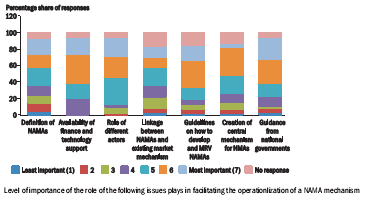 Percentage share of responses
120
100
80
60
40
20
0
Definition of
NAMAs
Availability of
finance and
technology
support
Role of
different
actors
Linkage
between
NAMAs and
existing market
mechanism
Guidelines
on how to
develop
and MRV
NAMAs
Creation of
central
mechanism
for NMAs
Guidance
from
national
governments
Least important (1) 2 3 4 5 6 Most important (7) No response
Level of importance of the role of the following issues plays in facilitating the operationlization of a NAMA mechanism